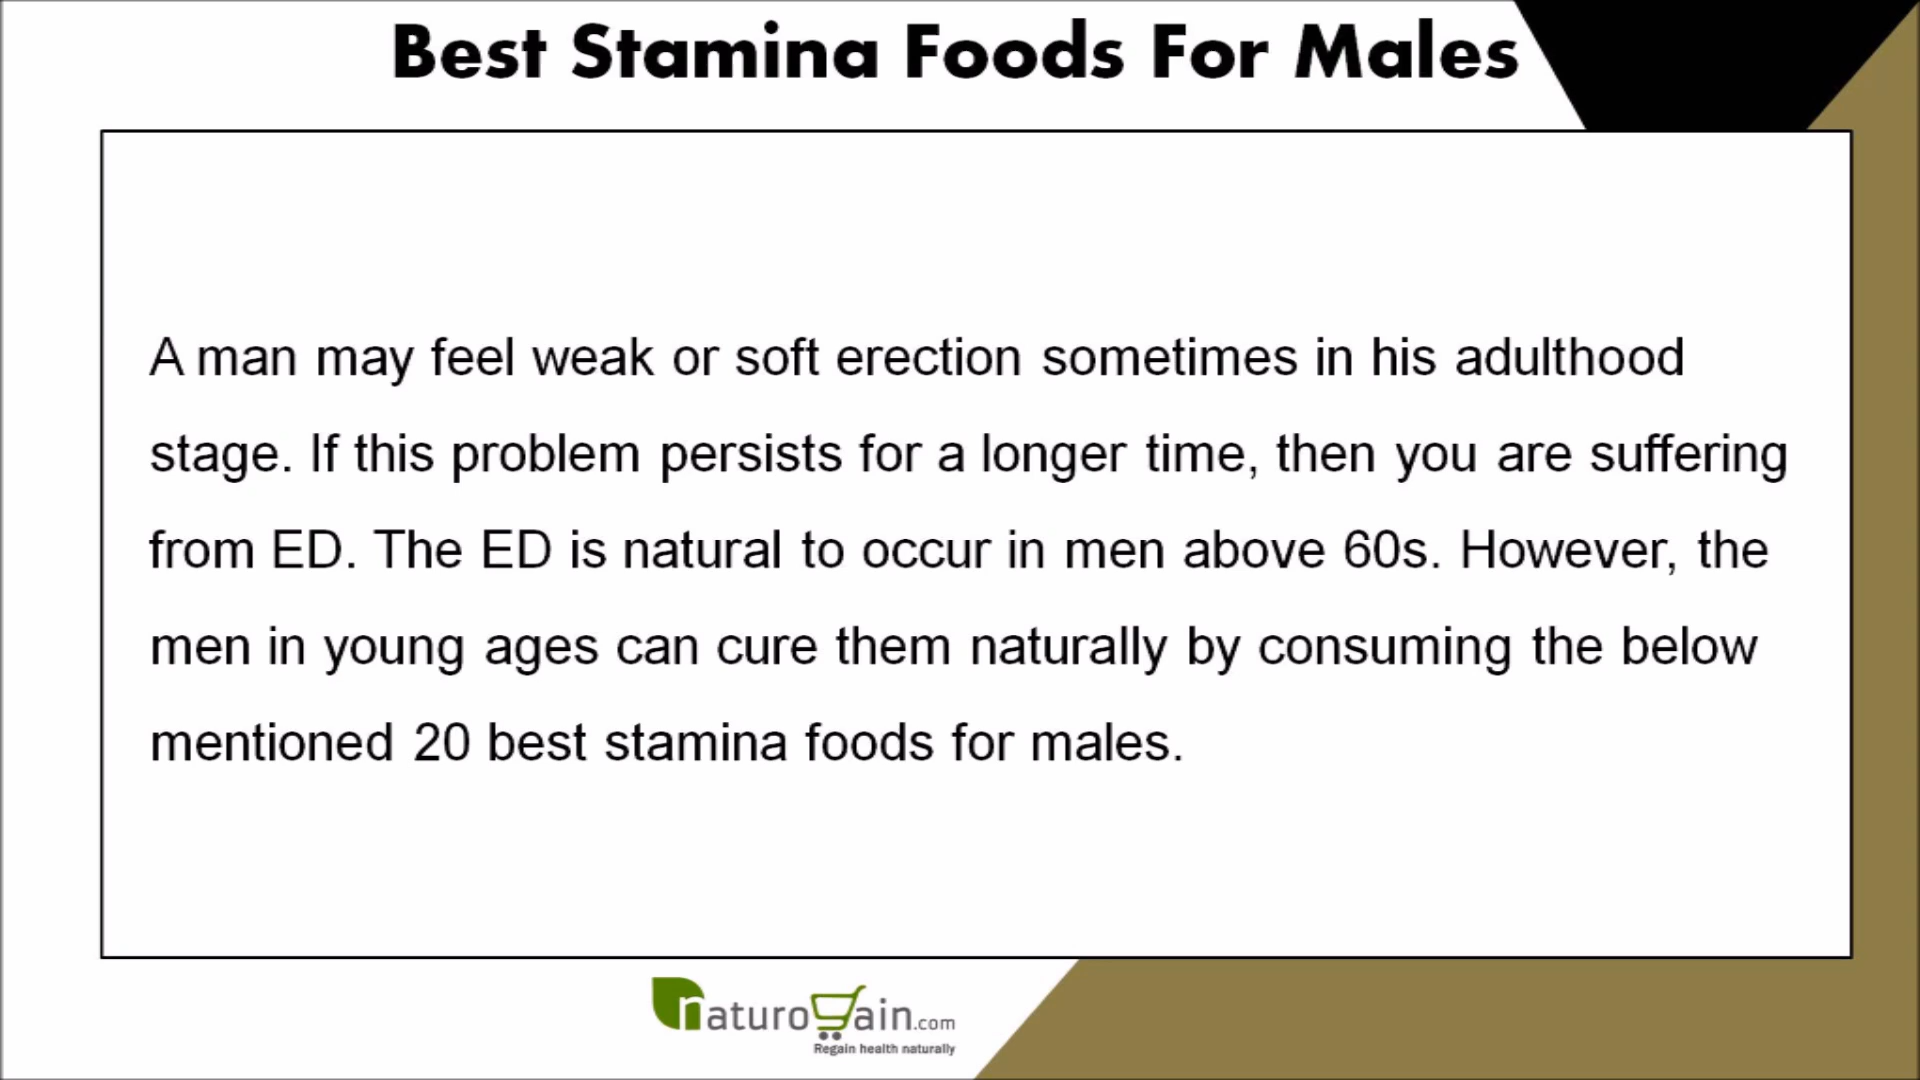 Best Stamina Foods For Males
A man may feel weak or soft erection sometimes in his adulthood
stage. If this problem persists for a longer time, then you are suffering
from ED. The ED is natural to occur in men above 60s. However, the
men in young ages can cure them naturally by consuming the below
mentioned 20 best stamina foods for males.
naturogain.com
Regain health naturally